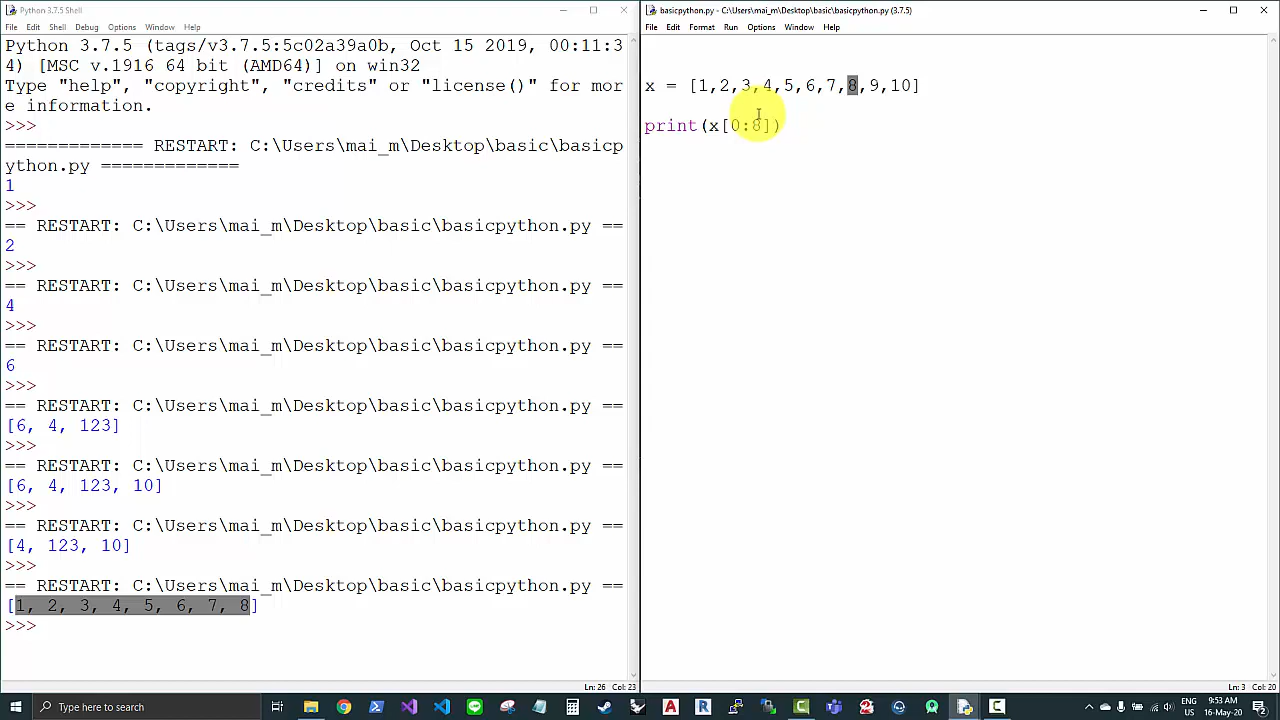 Python 3.7.5 Shell
File Edit Shell Debug Options Window Help
Python 3.7.5 (tags/v3.7.5:5c02a39a0b, Oct 15 2019, 00:11:3
4) [MSC v.1916 64 bit (AMD64)] on win32
Type "help", "copyright", "credits" or "license()" for mor
e information.
>>>
============= RESTART: C:\Users\mai_m\Desktop\basic\basicp
ython.py =============
1
>>>
== RESTART: C:\Users\mai_m\Desktop\basic\basicpython.py ==
2
>>>
== RESTART: C:\Users\mai_m\Desktop\basic\basicpython.py ==
4
>>>
== RESTART: C:\Users\mai_m\Desktop\basic\basicpython.py ==
6
>>>
== RESTART: C:\Users\mai_m\Desktop\basic\basicpython.py ==
[6, 4, 123]
>>>
== RESTART: C:\Users\mai_m\Desktop\basic\basicpython.py ==
[6, 4, 123, 10]
>>>
== RESTART: C:\Users\mai_m\Desktop\basic\basicpython.py ==
[4, 123, 10]
>>>
== RESTART: C:\Users\mai_m\Desktop\basic\basicpython.py ==
[1, 2, 3, 4, 5, 6, 7, 8]
>>>
Ln: 26 Col: 23
basicpython.py - C:\Users\mai_m\Desktop\basic\basicpython.py (3.7.5)
File Edit Format Run Options Window Help
x = [1,2,3,4,5,6,7,8,9,10]
print(x[0:8])
Ln: 3 Col: 20
Type here to search
ENG
US
9:53 AM
16-May-20